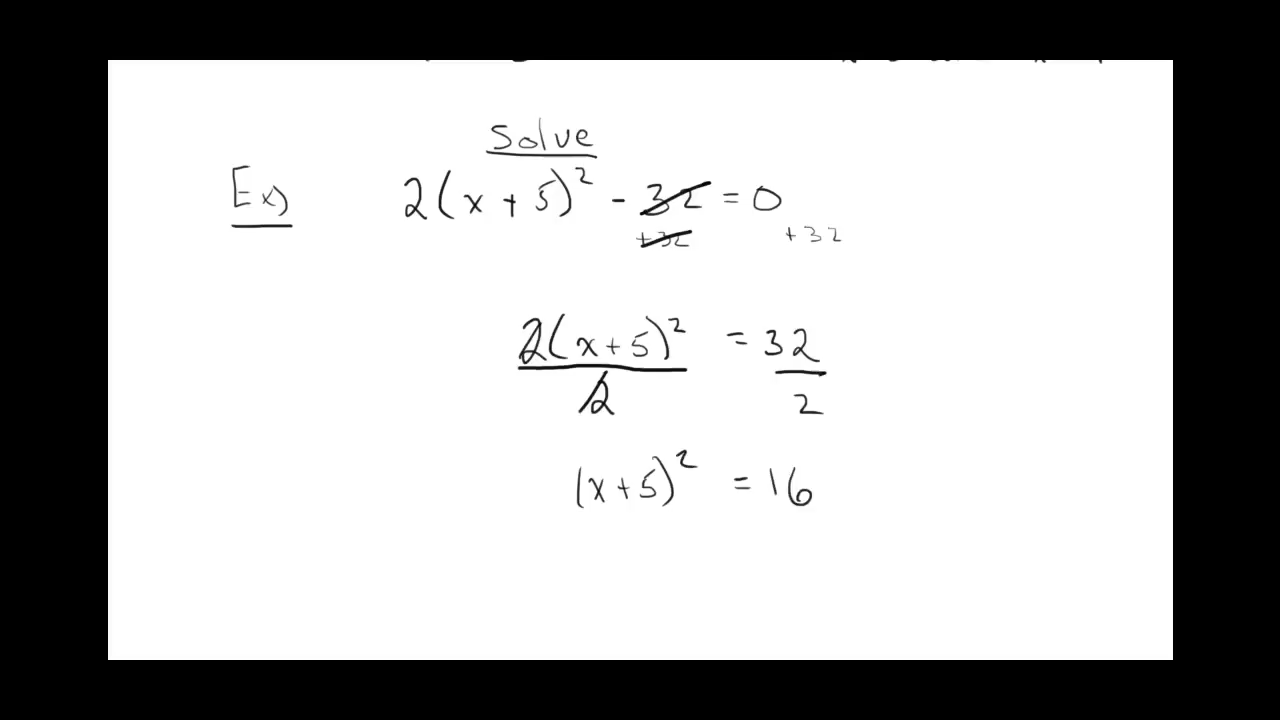 Solve
Ex) 2(x + 5)² - 32 = 0
+32 +32
2(x+5)² = 32
2 2
(x+5)² = 16